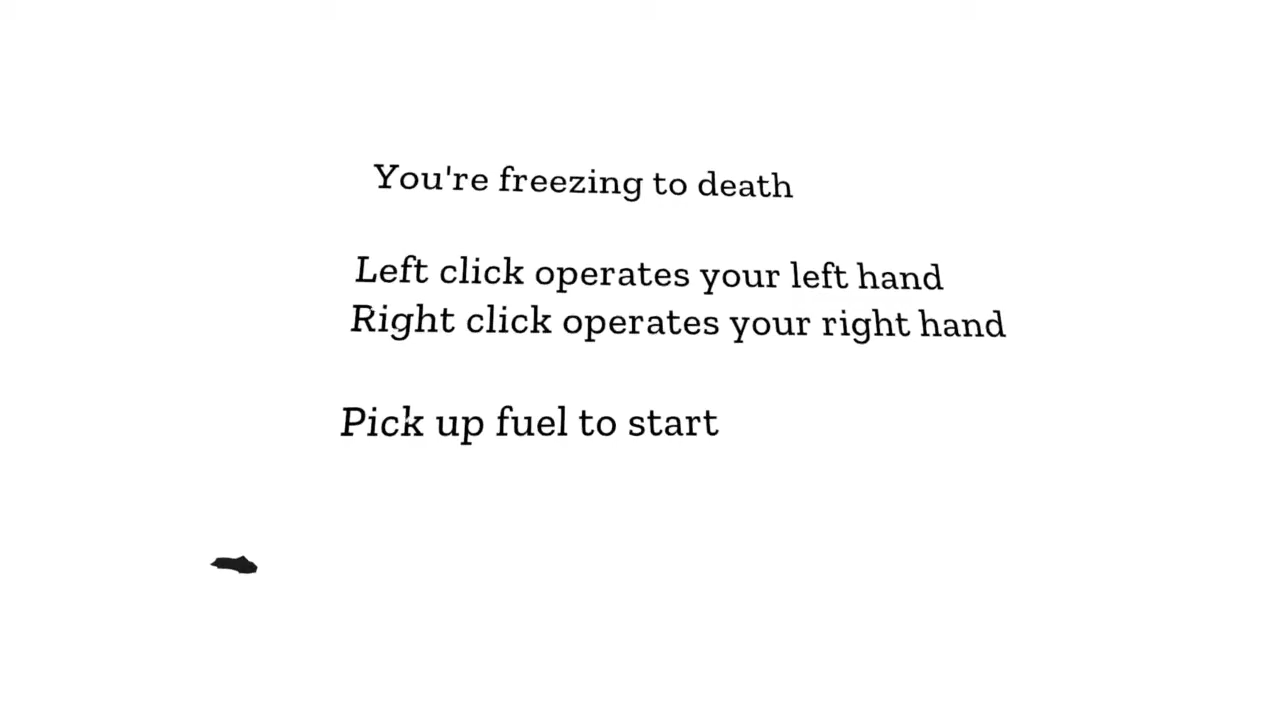 You're freezing to death
Left click operates your left hand
Right click operates your right hand
Pick up fuel to start